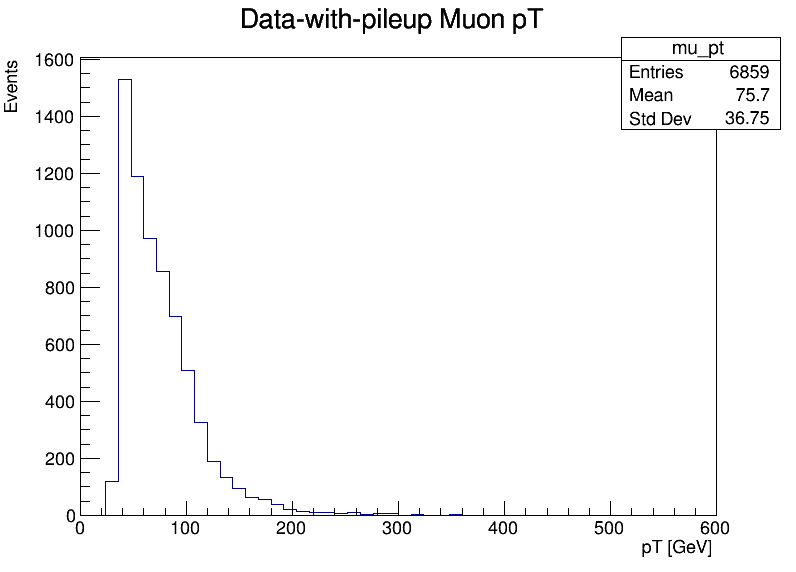 Data-with-pileup Muon pT
mu_pt
Entries 6859
Mean 75.7
Std Dev 36.75
Events
1600
1400
1200
1000
800
600
400
200
0
0 100 200 300 400 500 600
pT [GeV]